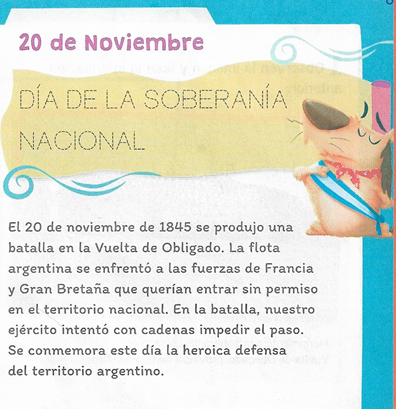 20 de Noviembre
DÍA DE LA SOBERANÍA
NACIONAL
El 20 de noviembre de 1845 se produjo una
batalla en la Vuelta de Obligado. La flota
argentina se enfrentó a las fuerzas de Francia
y Gran Bretaña que querían entrar sin permiso
en el territorio nacional. En la batalla, nuestro
ejército intentó con cadenas impedir el paso.
Se conmemora este día la heroica defensa
del territorio argentino.